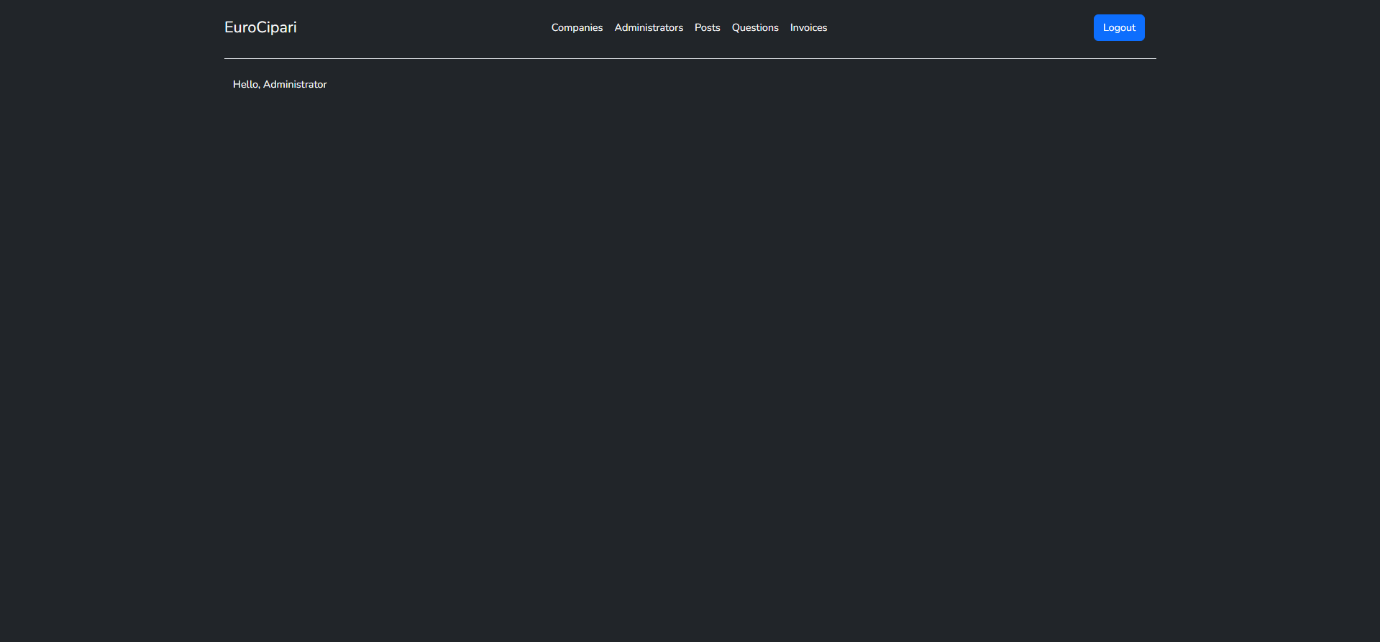 EuroCipari
Companies Administrators Posts Questions Invoices
Logout
Hello, Administrator